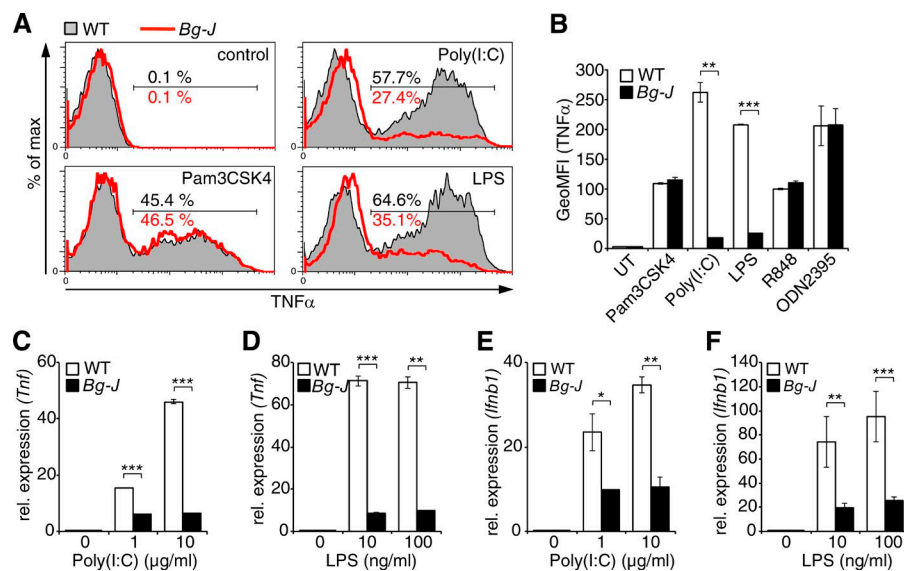 A
WT Bg-J
control
0.1 %
0.1 %
0
Poly(I:C)
57.7%
27.4%
0
Pam3CSK4
45.4 %
46.5 %
0
LPS
64.6%
35.1%
0
% of max
TNFα
B
WT
Bg-J
**
***
GeoMFI (TNFα)
300
250
200
150
100
50
0
UT
Pam3CSK4
Poly(I:C)
LPS
R848
ODN2395
C
WT
Bg-J
***
***
rel. expression (Tnf)
60
40
20
0
0 1 10
Poly(I:C) (µg/ml)
D
WT
Bg-J
***
**
rel. expression (Tnf)
80
60
40
20
0
0 10 100
LPS (ng/ml)
E
WT
Bg-J
*
**
rel. expression (Ifnb1)
40
20
0
0 1 10
Poly(I:C) (µg/ml)
F
WT
Bg-J
**
***
rel. expression (Ifnb1)
140
120
100
80
60
40
20
0
0 10 100
LPS (ng/ml)